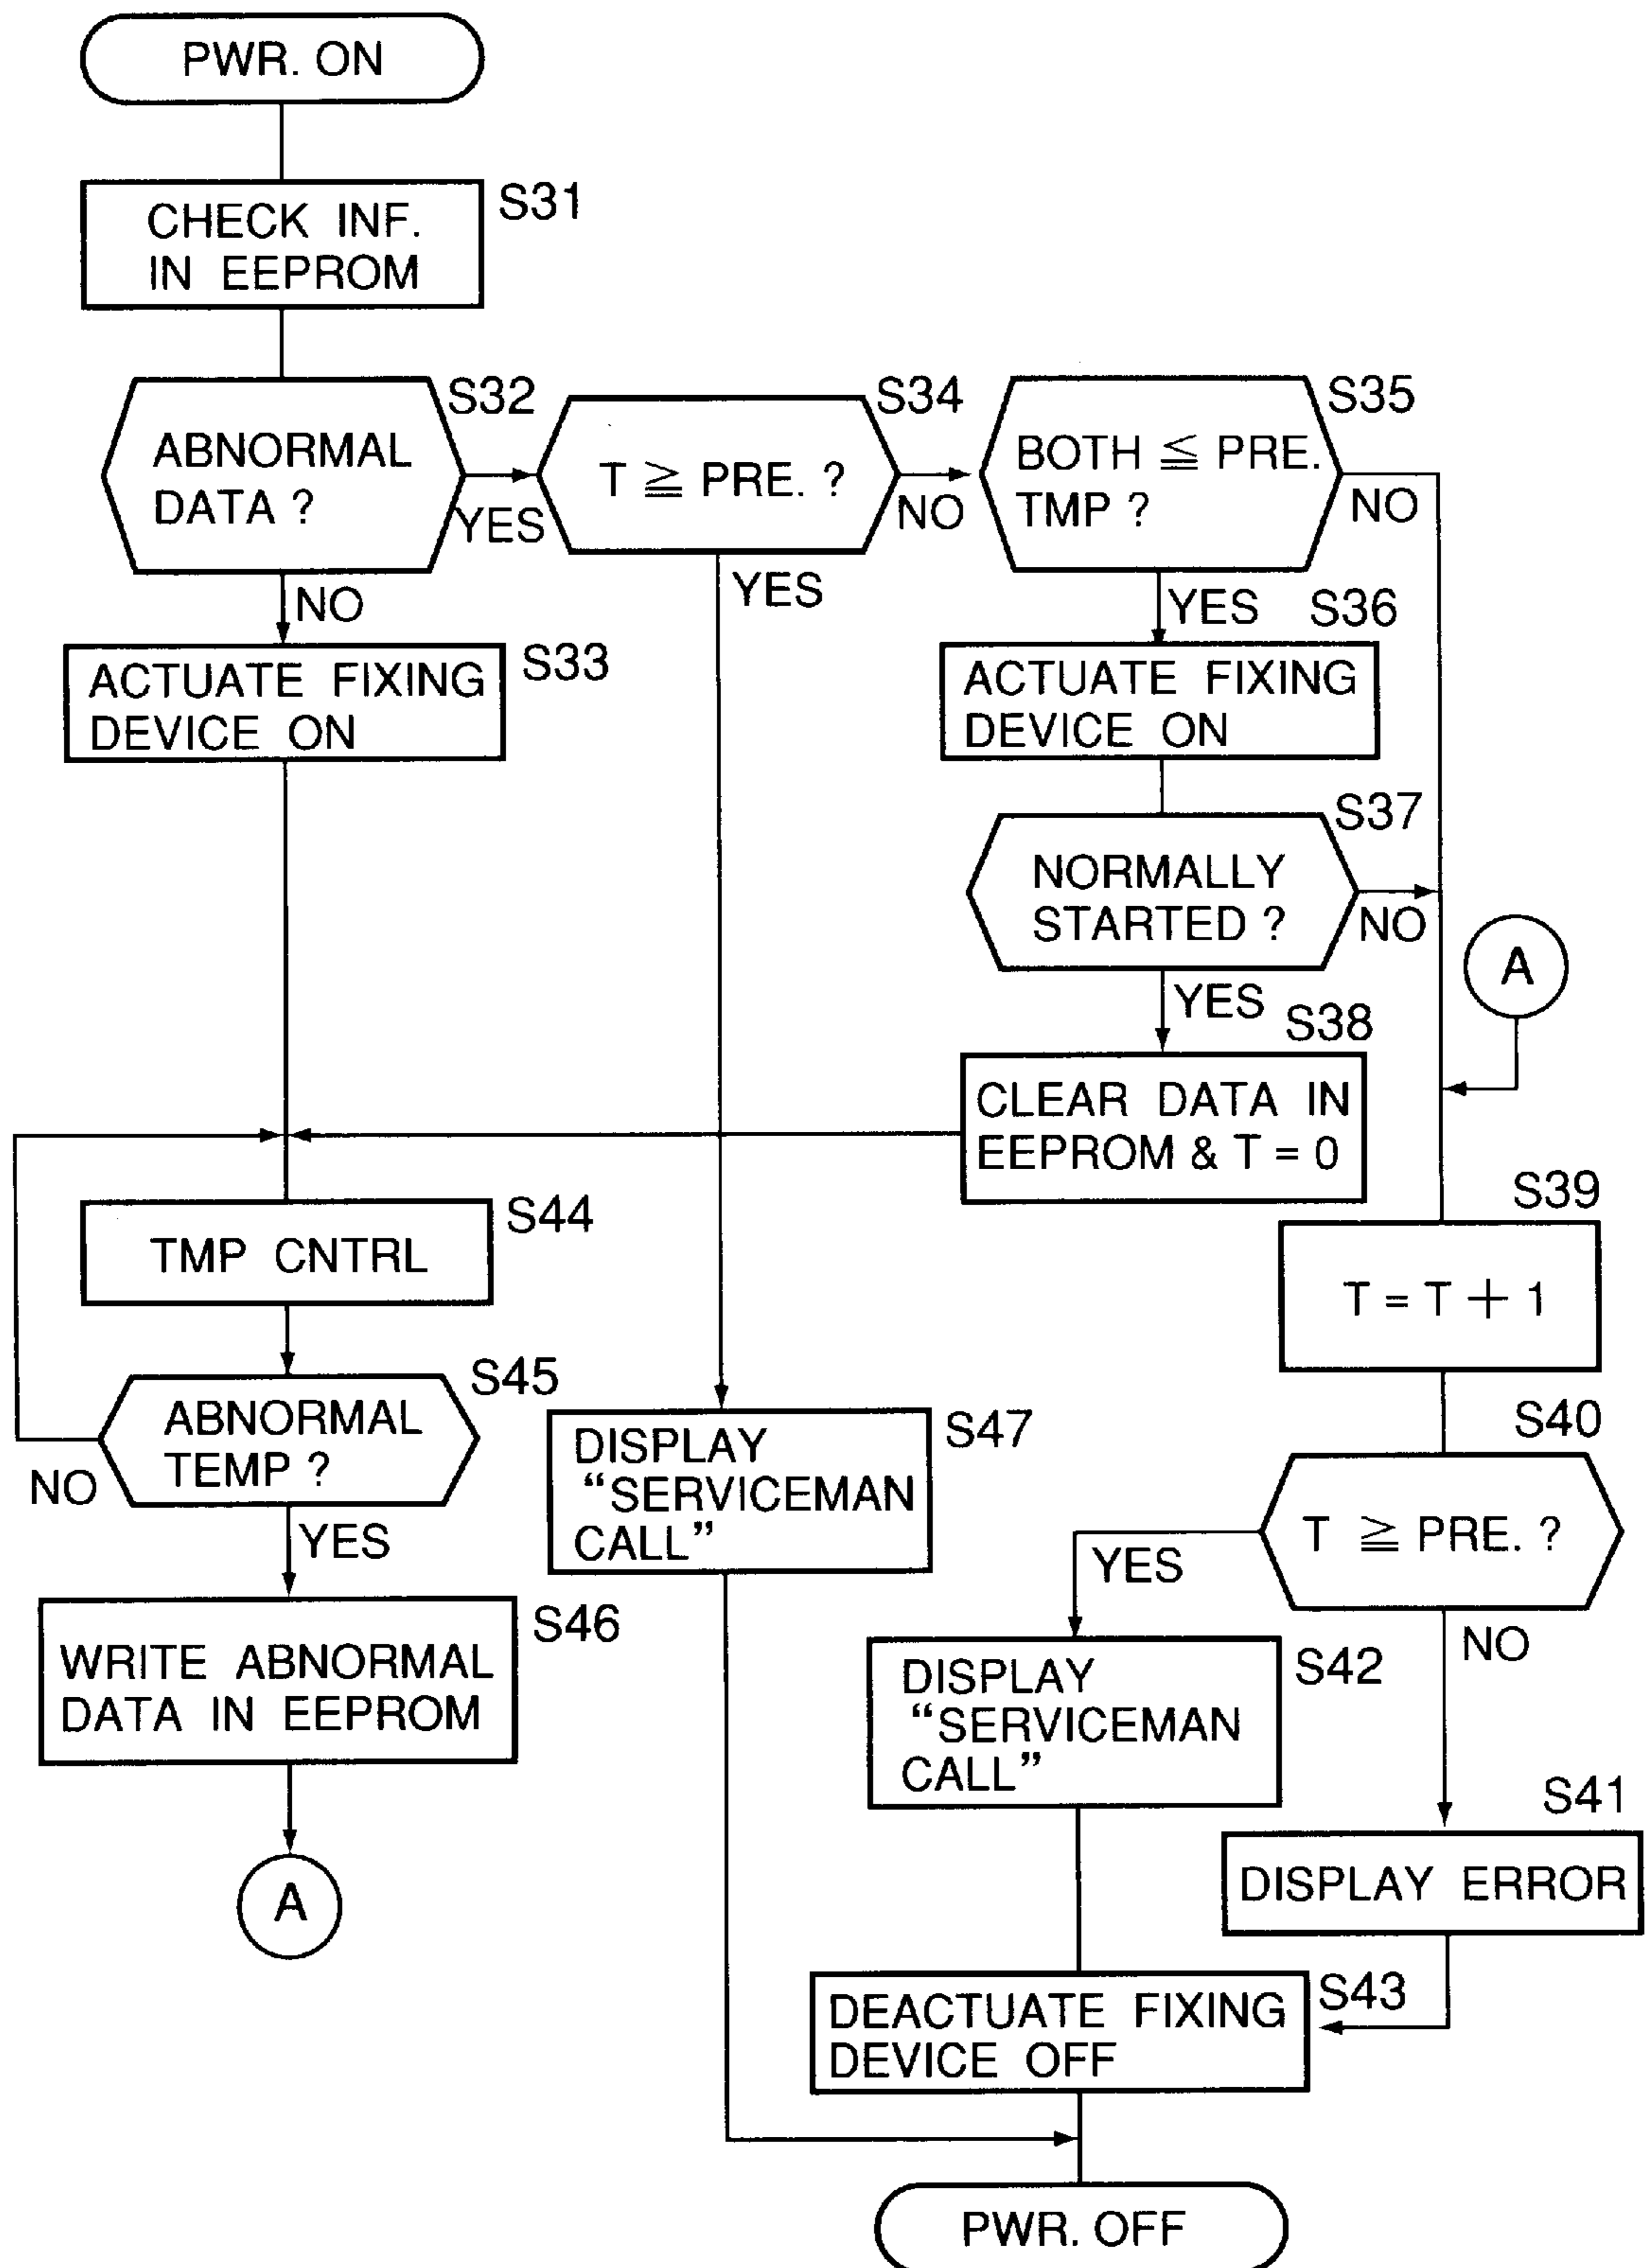 PWR. ON
CHECK INF.
IN EEPROM
S31
ABNORMAL
DATA ?
S32
YES
NO
T ≧ PRE. ?
S34
NO
YES
BOTH ≦ PRE.
TMP ?
S35
NO
YES
ACTUATE FIXING
DEVICE ON
S33
S36
ACTUATE FIXING
DEVICE ON
S37
NORMALLY
STARTED ?
NO
YES
A
S38
CLEAR DATA IN
EEPROM & T = 0
S39
T = T + 1
S44
TMP CNTRL
S45
ABNORMAL
TEMP ?
NO
YES
S47
DISPLAY
“SERVICEMAN
CALL”
S40
T ≧ PRE. ?
YES
NO
S46
WRITE ABNORMAL
DATA IN EEPROM
A
S42
DISPLAY
“SERVICEMAN
CALL”
S41
DISPLAY ERROR
S43
DEACTUATE FIXING
DEVICE OFF
PWR. OFF